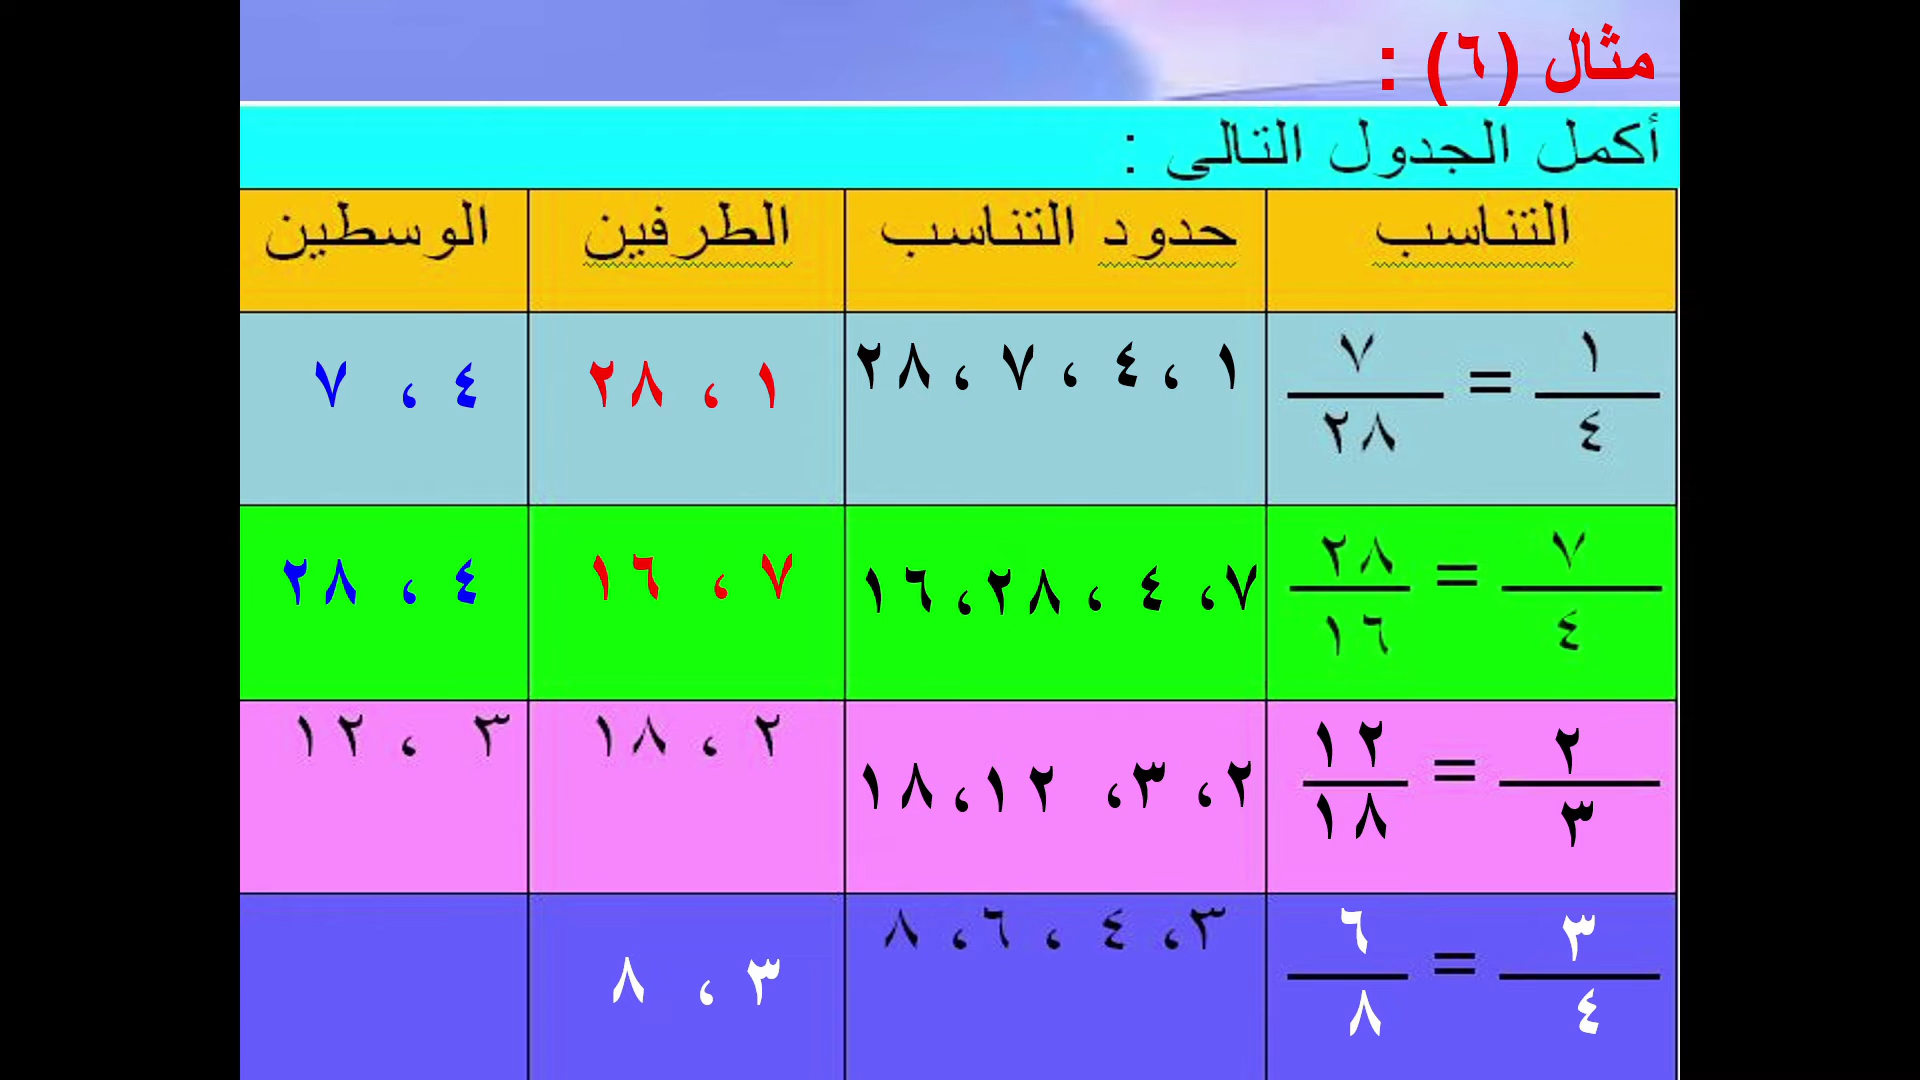 مثال (٦) :
أكمل الجدول التالى :
التناسب حدود التناسب الطرفين الوسطين
١/٤ = ٧/٢٨ ١ ، ٤ ، ٧ ، ٢٨ ١ ، ٢٨ ٤ ، ٧
٧/٤ = ٢٨/١٦ ٧، ٤ ، ٢٨، ١٦ ٧ ، ١٦ ٤ ، ٢٨
٢/٣ = ١٢/١٨ ٢، ٣، ١٢، ١٨ ٢ ، ١٨ ٣ ، ١٢
٣/٤ = ٦/٨ ٣، ٤ ، ٦، ٨ ٣ ، ٨